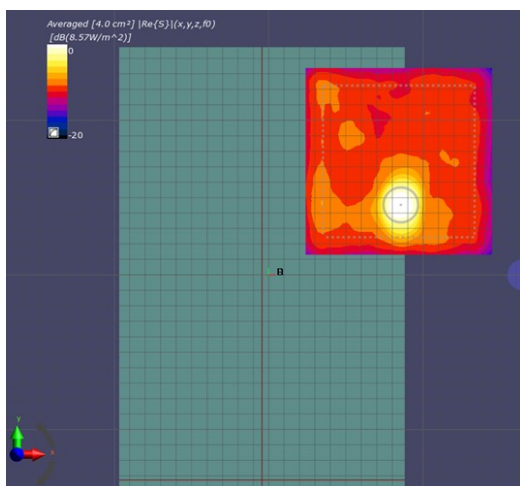 Averaged [4.0 cm²] |Re{S}|(x,y,z,f0)
[dB(8.57W/m^2)]
0
-20
y
x